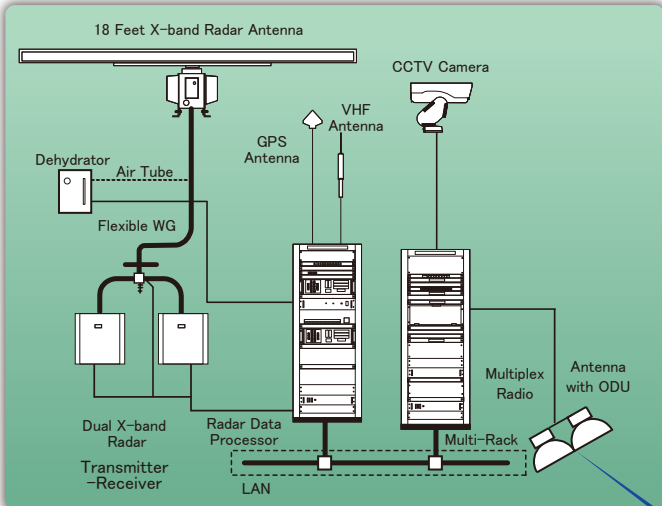 18 Feet X-band Radar Antenna
CCTV Camera
VHF
Antenna
GPS
Antenna
Dehydrator
Air Tube
Flexible WG
Multiplex
Radio
Antenna
with ODU
Dual X-band
Radar
Radar Data
Processor
Multi-Rack
Transmitter
-Receiver
LAN